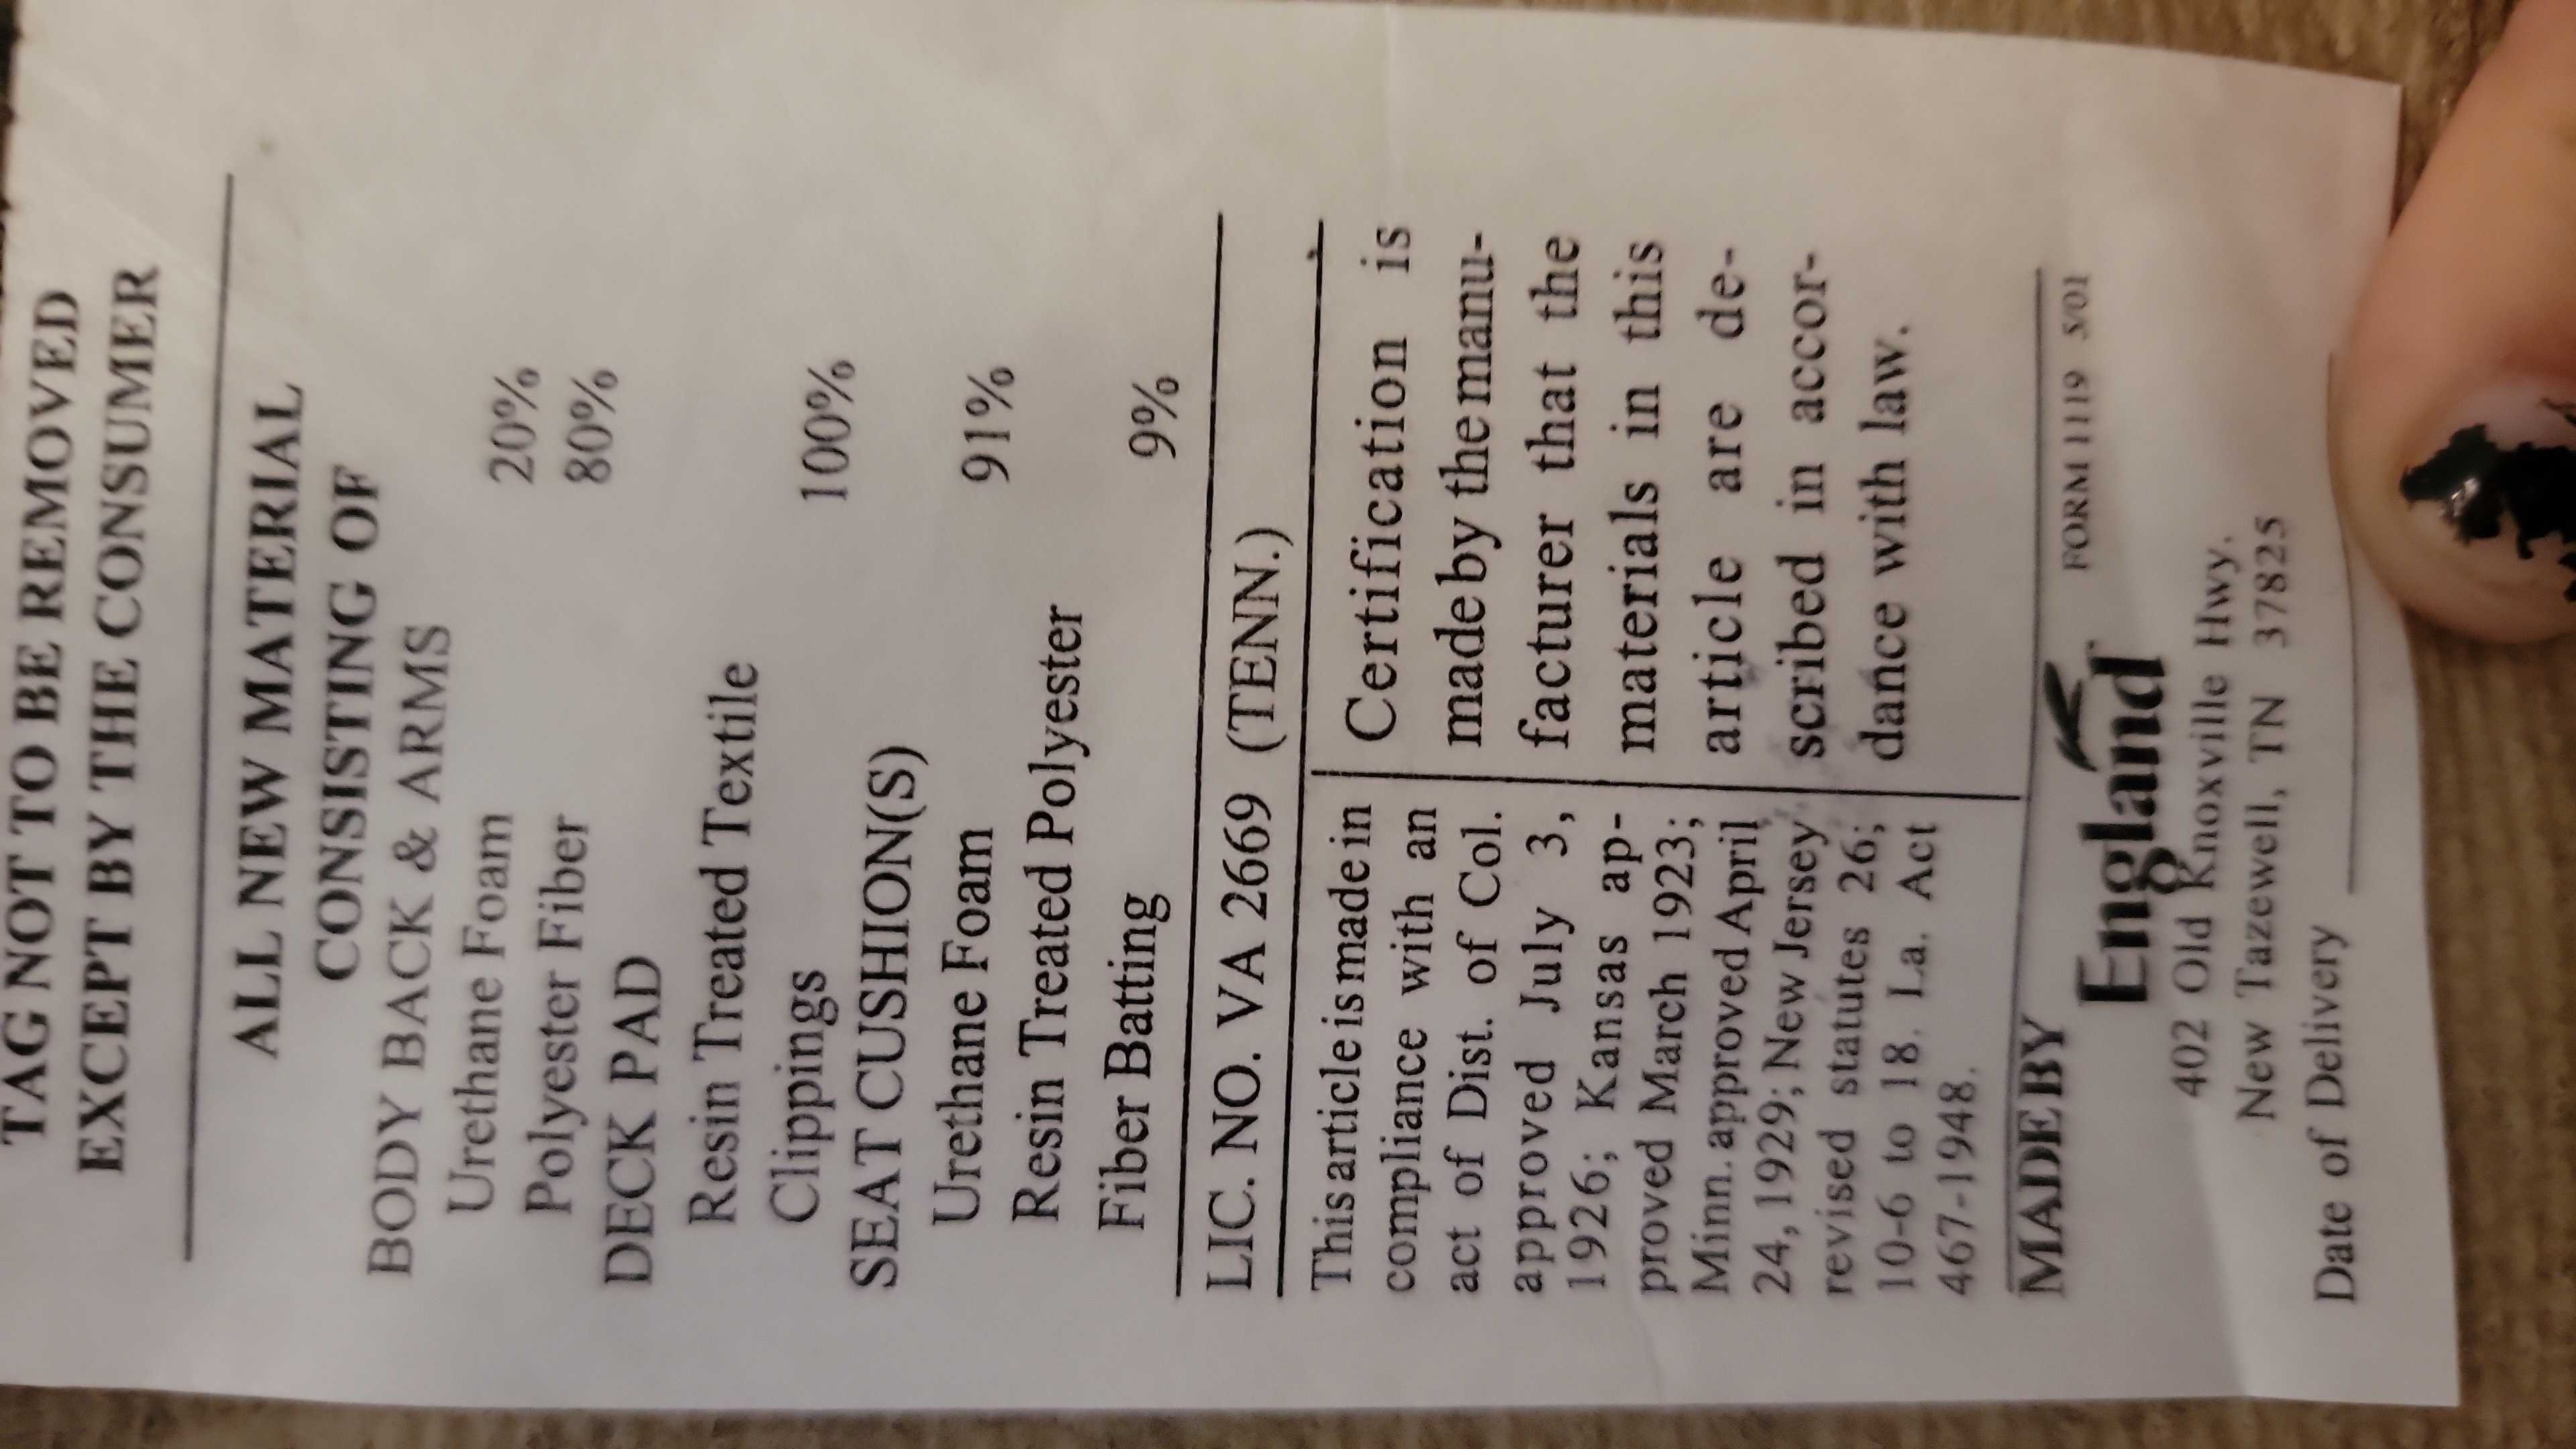 TAG NOT TO BE REMOVED
EXCEPT BY THE CONSUMER
ALL NEW MATERIAL
CONSISTING OF
BODY BACK & ARMS
Urethane Foam 20%
Polyester Fiber 80%
DECK PAD
Resin Treated Textile
Clippings 100%
SEAT CUSHION(S)
Urethane Foam 91%
Resin Treated Polyester
Fiber Batting 9%
LIC. NO. VA 2669 (TENN.)
This article is made in
compliance with an
act of Dist. of Col.
approved July 3,
1926; Kansas ap-
proved March 1923;
Minn. approved April
24, 1929; New Jersey
revised statutes 26;
10-6 to 18. La. Act
467-1948.
Certification is
made by the manu-
facturer that the
materials in this
article are de-
scribed in accor-
dance with law.
MADE BY
FORM 1119 5/01
England
402 Old Knoxville Hwy.
New Tazewell, TN 37825
Date of Delivery